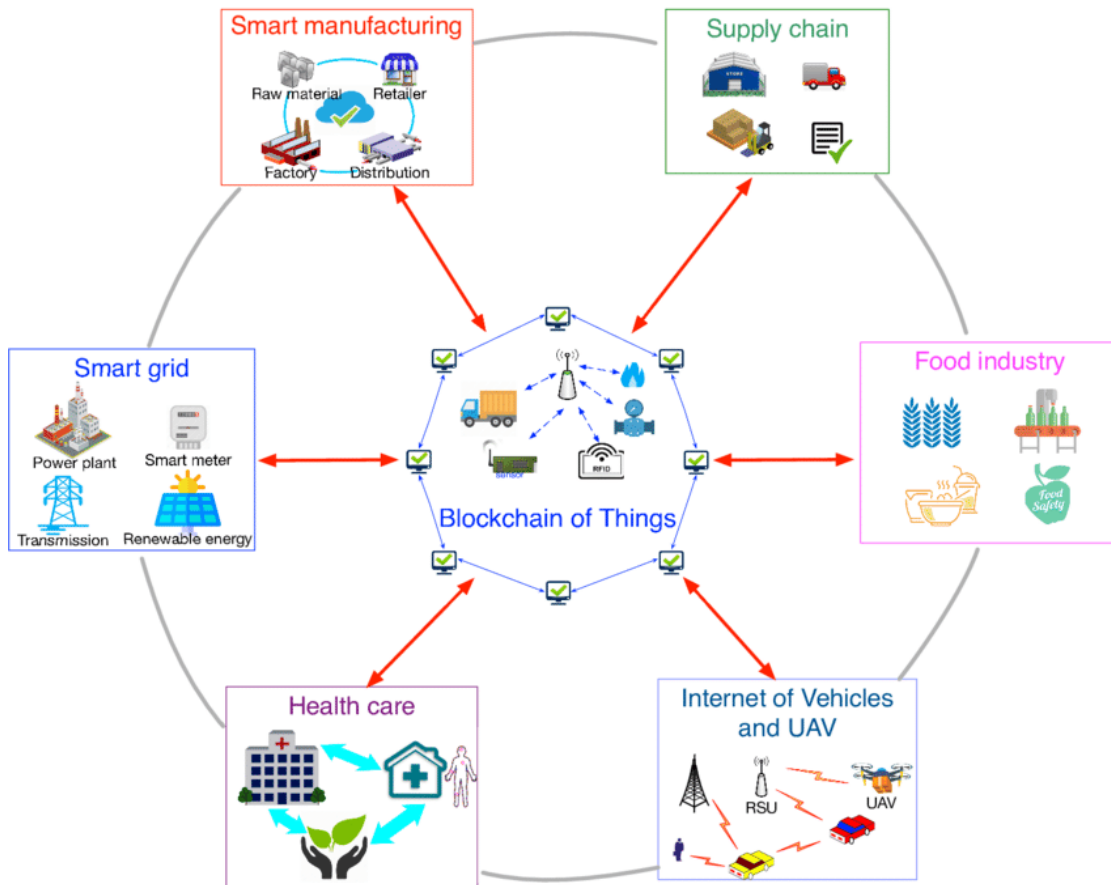 Smart manufacturing
Raw material
Retailer
Factory
Distribution
Supply chain
STORE
Smart grid
Power plant
Smart meter
Transmission
Renewable energy
sensor
RFID
Blockchain of Things
Food industry
Food
Safety
Health care
Internet of Vehicles
and UAV
RSU
UAV